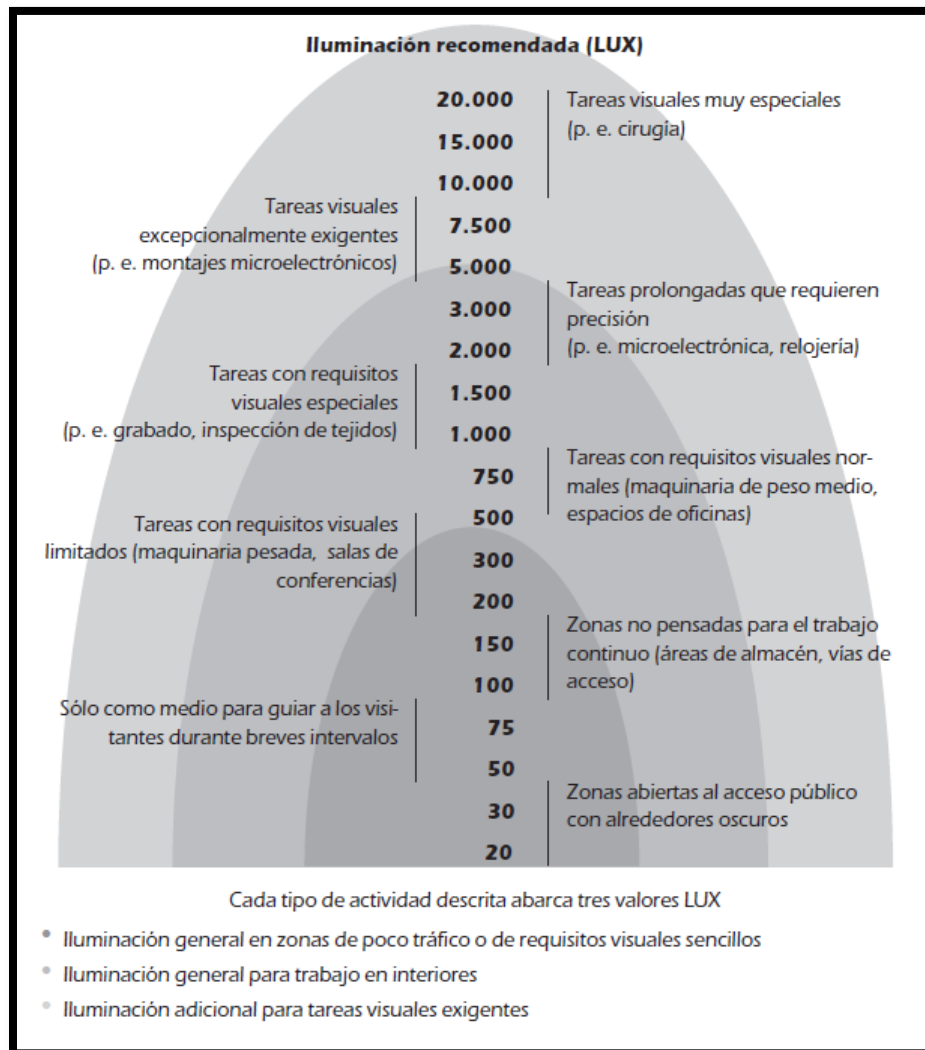 Iluminación recomendada (LUX)
20.000
15.000
10.000
Tareas visuales muy especiales
(p. e. cirugía)
Tareas visuales
excepcionalmente exigentes
(p. e. montajes microelectrónicos)
7.500
5.000
3.000
2.000
Tareas prolongadas que requieren
precisión
(p. e. microelectrónica, relojería)
Tareas con requisitos
visuales especiales
(p. e. grabado, inspección de tejidos)
1.500
1.000
750
500
Tareas con requisitos visuales nor-
males (maquinaria de peso medio,
espacios de oficinas)
Tareas con requisitos visuales
limitados (maquinaria pesada, salas de
conferencias)
300
200
150
100
Zonas no pensadas para el trabajo
continuo (áreas de almacén, vías de
acceso)
Sólo como medio para guiar a los visi-
tantes durante breves intervalos
75
50
30
20
Zonas abiertas al acceso público
con alrededores oscuros
Cada tipo de actividad descrita abarca tres valores LUX
• Iluminación general en zonas de poco tráfico o de requisitos visuales sencillos
• Iluminación general para trabajo en interiores
• Iluminación adicional para tareas visuales exigentes